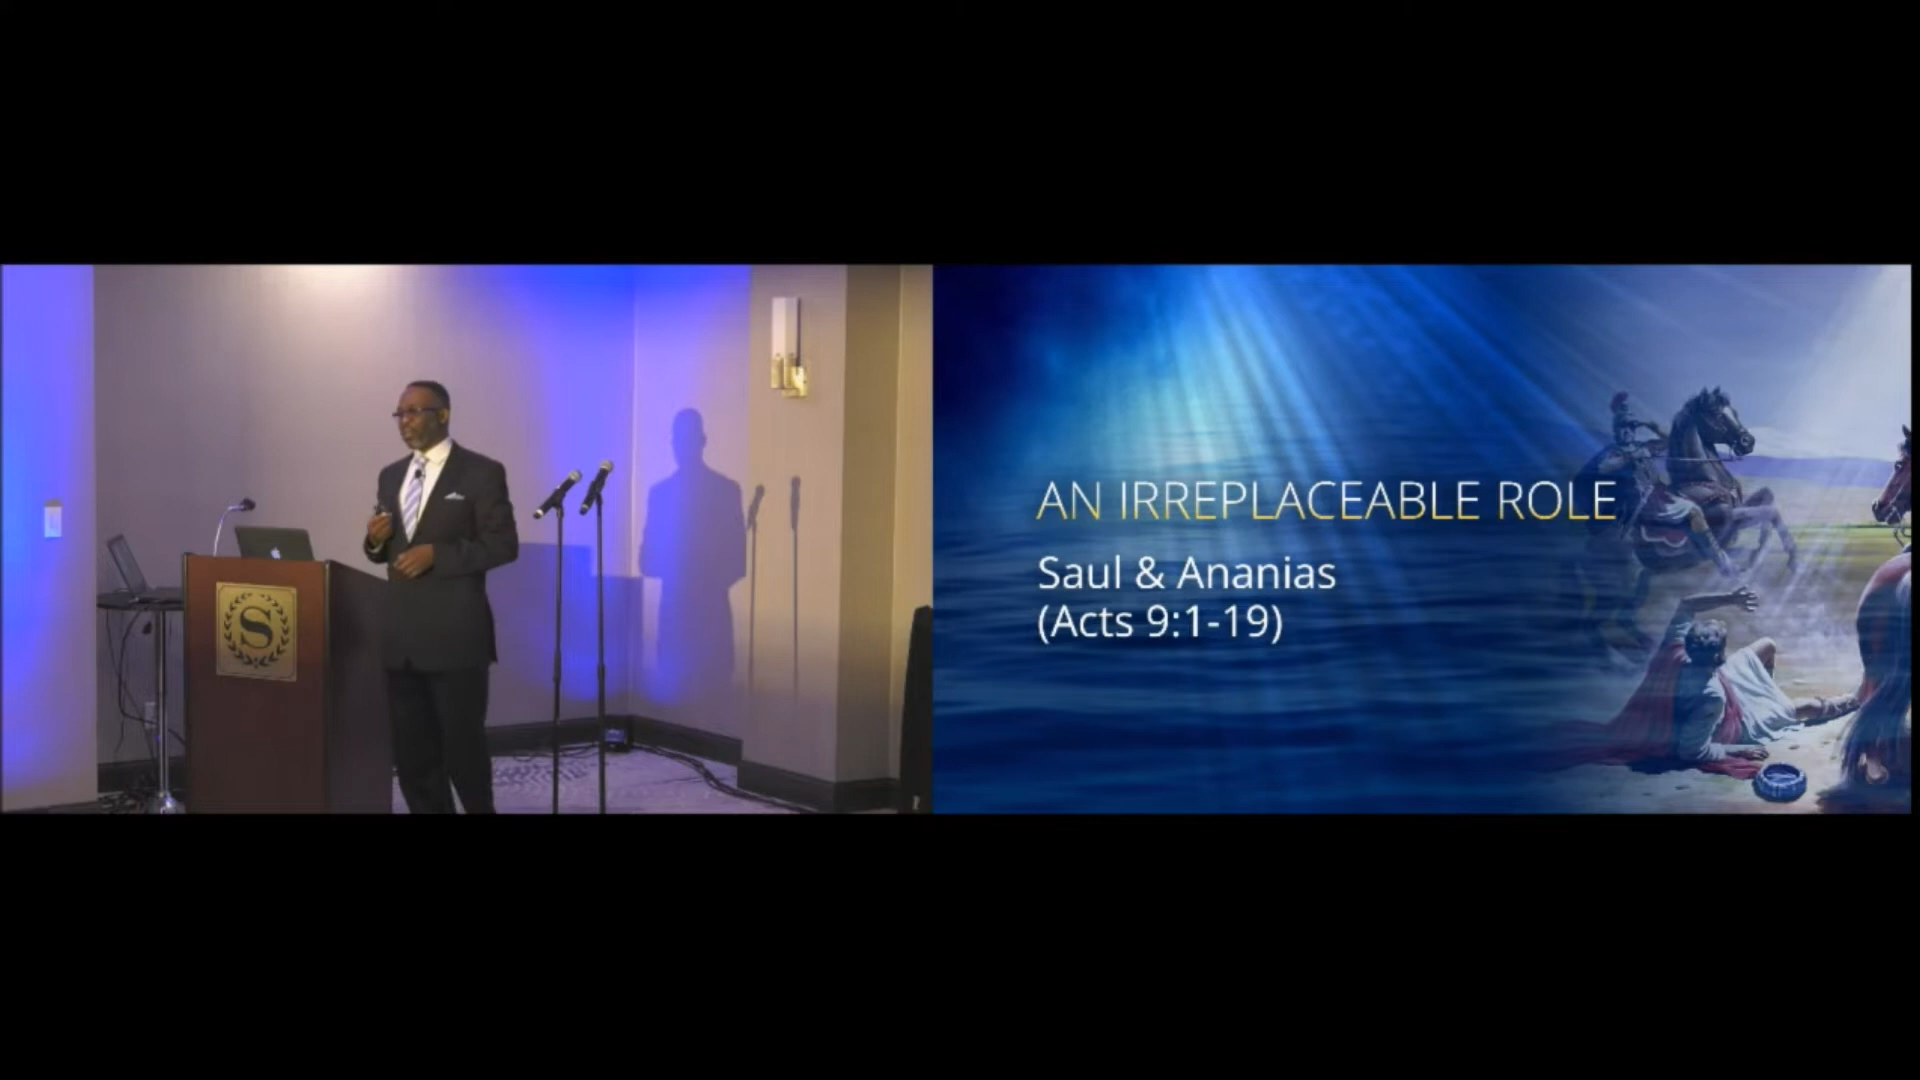 S
AN IRREPLACEABLE ROLE
Saul & Ananias
(Acts 9:1-19)